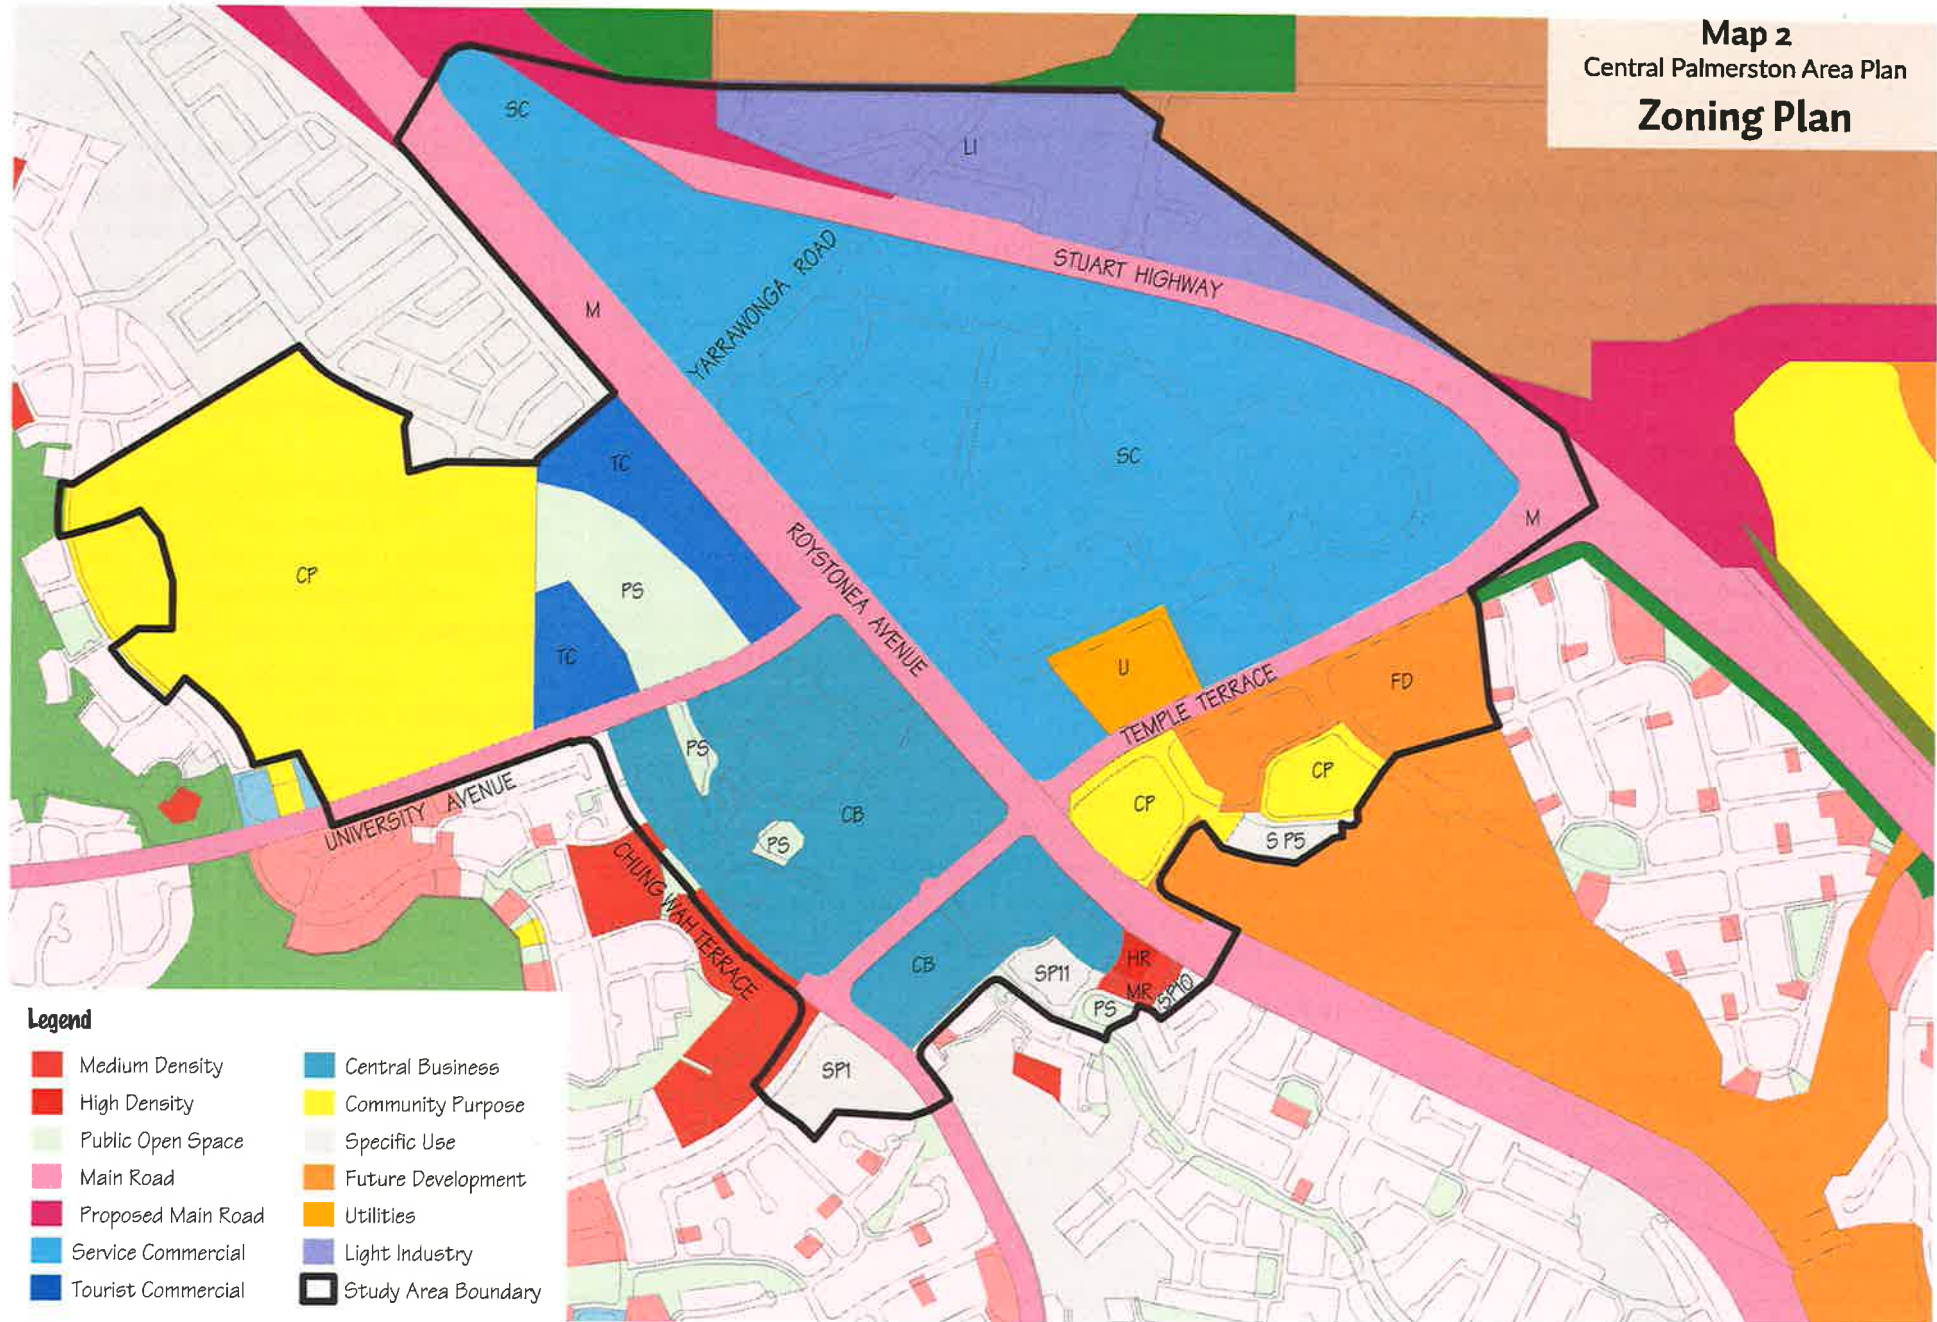 Map 2
Central Palmerston Area Plan
Zoning Plan
SC
LI
STUART HIGHWAY
YARRAWONGA ROAD
M
SC
TC
M
ROYSTONEA AVENUE
CP
PS
TC
U
FD
TEMPLE TERRACE
PS
CP
CP
CB
PS
S P5
UNIVERSITY AVENUE
CHUNG WAH TERRACE
CB
SP11
HR
MR
SP10
PS
SP1
Legend
Medium Density
High Density
Public Open Space
Main Road
Proposed Main Road
Service Commercial
Tourist Commercial
Central Business
Community Purpose
Specific Use
Future Development
Utilities
Light Industry
Study Area Boundary